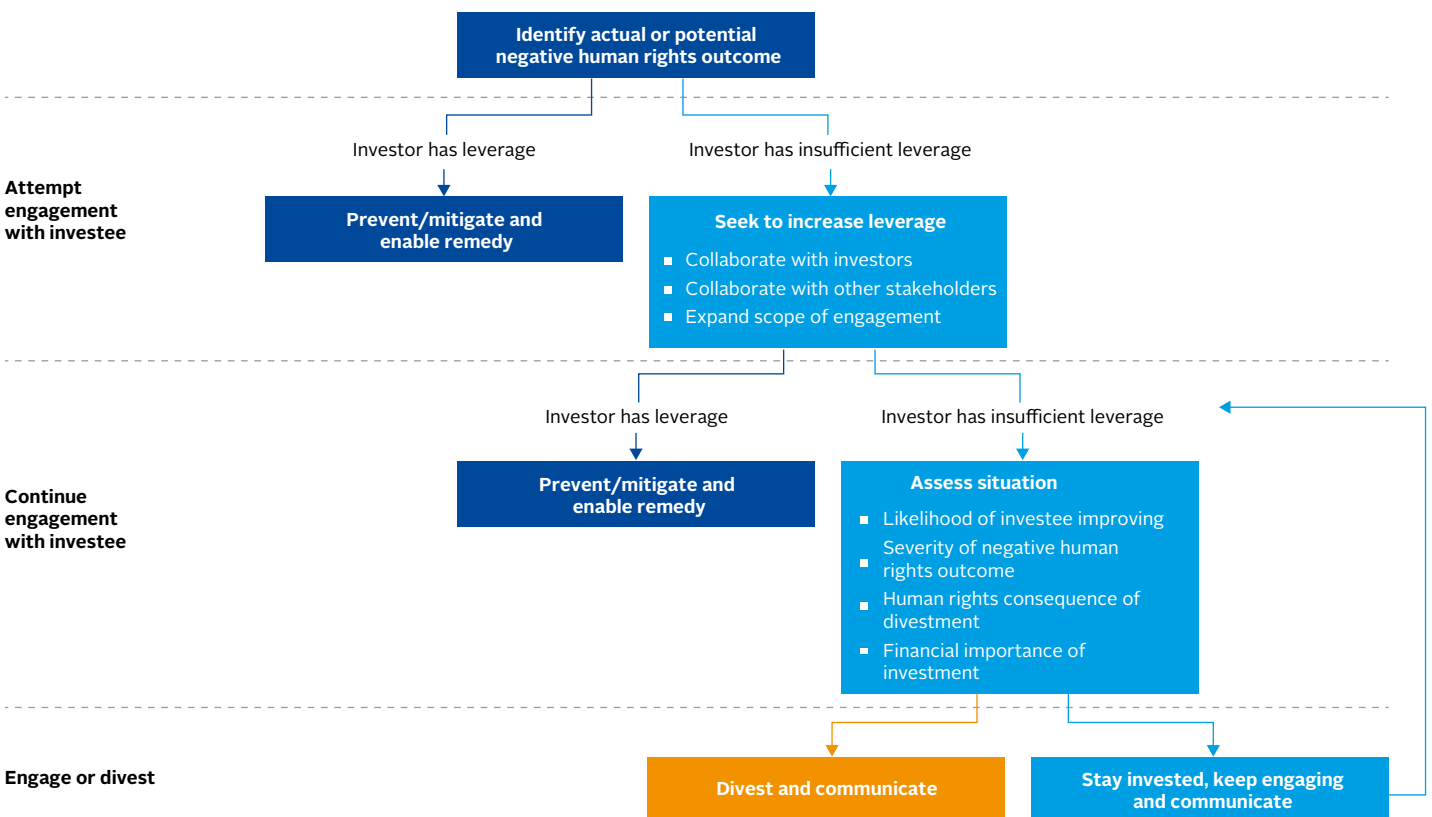 Identify actual or potential
negative human rights outcome
Investor has leverage
Investor has insufficient leverage
Attempt
engagement
with investee
Prevent/mitigate and
enable remedy
Seek to increase leverage
Collaborate with investors
Collaborate with other stakeholders
Expand scope of engagement
Investor has leverage
Investor has insufficient leverage
Continue
engagement
with investee
Prevent/mitigate and
enable remedy
Assess situation
Likelihood of investee improving
Severity of negative human
rights outcome
Human rights consequence of
divestment
Financial importance of
investment
Engage or divest
Divest and communicate
Stay invested, keep engaging
and communicate